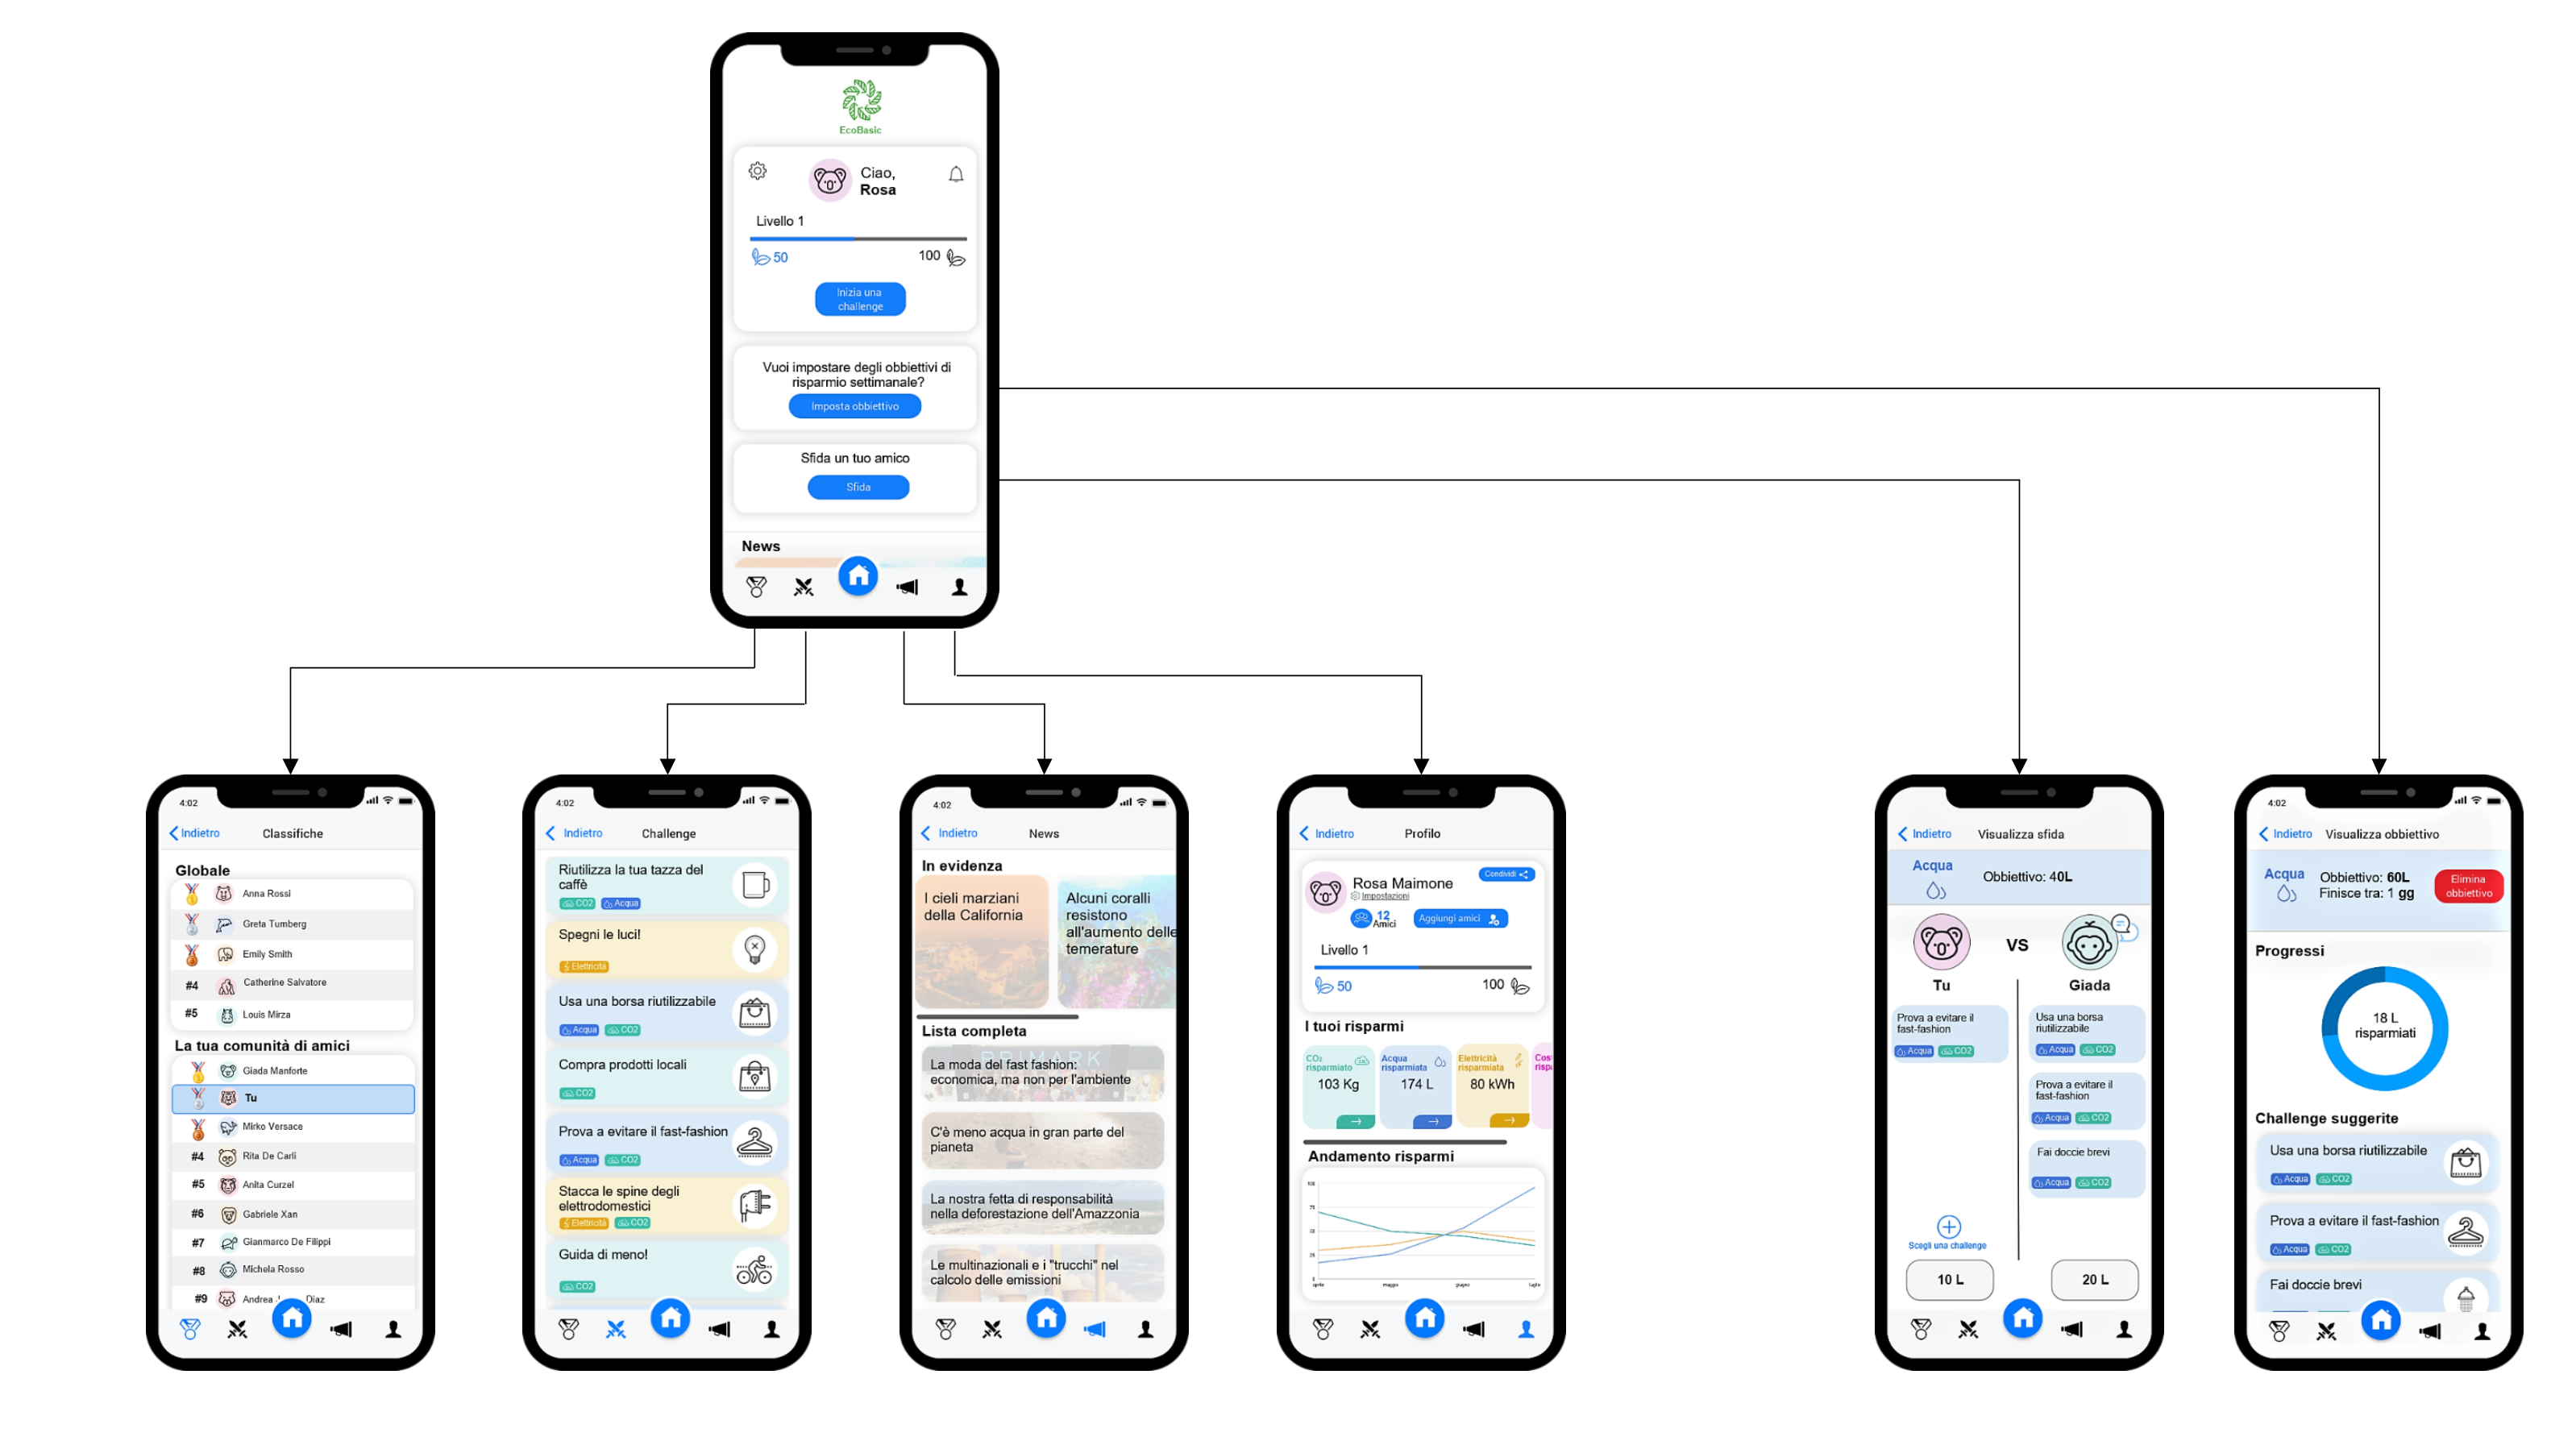 EcoBasic
Ciao,
Rosa
Livello 1
50
100
Inizia una
challenge
Vuoi impostare degli obbiettivi di
risparmio settimanale?
Imposta obbiettivo
Sfida un tuo amico
Sfida
News
4:02
Indietro
Classifiche
Globale
Anna Rossi
Greta Tumberg
Emily Smith
#4 Catherine Salvatore
#5 Louis Mirza
La tua comunità di amici
Giada Manforte
Tu
Mirko Versace
#4 Rita De Carli
#5 Anita Curzel
#6 Gabriele Xan
#7 Gianmarco De Filippi
#8 Michela Rosso
#9 Andrea Diaz
4:02
Indietro
Challenge
Riutilizza la tua tazza del
caffè
CO2 Acqua
Spegni le luci!
Elettricità
Usa una borsa riutilizzabile
Acqua CO2
Compra prodotti locali
CO2
Prova a evitare il fast-fashion
Acqua CO2
Stacca le spine degli
elettrodomestici
Elettricità CO2
Guida di meno!
CO2
4:02
Indietro
News
In evidenza
I cieli marziani
della California
Alcuni coralli
resistono
all'aumento delle
temerature
Lista completa
PRIMARK
La moda del fast fashion:
economica, ma non per l'ambiente
C'è meno acqua in gran parte del
pianeta
La nostra fetta di responsabilità
nella deforestazione dell'Amazzonia
Le multinazionali e i "trucchi" nel
calcolo delle emissioni
Indietro
Profilo
Rosa Maimone
Condividi
Impostazioni
12
Amici
Aggiungi amici
Livello 1
50
100
I tuoi risparmi
CO₂
risparmiato
103 Kg
Acqua
risparmiata
174 L
Elettricità
risparmiata
80 kWh
Cos
risp
Andamento risparmi
100
75
50
25
0
aprile maggio giugno luglio
Indietro
Visualizza sfida
Acqua
Obbiettivo: 40L
VS
Tu
Giada
Prova a evitare il
fast-fashion
Acqua CO2
Usa una borsa
riutilizzabile
Acqua CO2
Prova a evitare il
fast-fashion
Acqua CO2
Fai doccie brevi
Acqua CO2
Scegli una challenge
10 L
20 L
4:02
Indietro
Visualizza obbiettivo
Acqua
Obbiettivo: 60L
Finisce tra: 1 gg
Elimina
obbiettivo
Progressi
18 L
risparmiati
Challenge suggerite
Usa una borsa riutilizzabile
Acqua CO2
Prova a evitare il fast-fashion
Acqua CO2
Fai doccie brevi